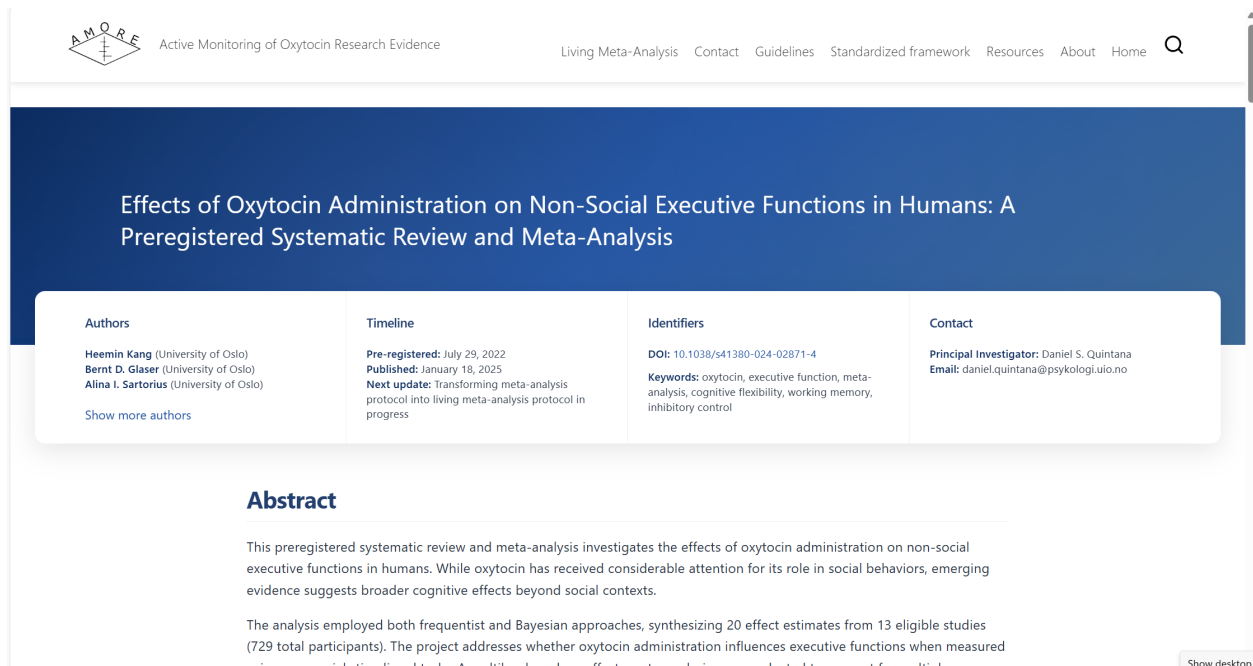 AMORE
Active Monitoring of Oxytocin Research Evidence
Living Meta-Analysis Contact Guidelines Standardized framework Resources About Home
Effects of Oxytocin Administration on Non-Social Executive Functions in Humans: A
Preregistered Systematic Review and Meta-Analysis
Authors
Heemin Kang (University of Oslo)
Bernt D. Glaser (University of Oslo)
Alina I. Sartorius (University of Oslo)
Show more authors
Timeline
Pre-registered: July 29, 2022
Published: January 18, 2025
Next update: Transforming meta-analysis
protocol into living meta-analysis protocol in
progress
Identifiers
DOI: 10.1038/s41380-024-02871-4
Keywords: oxytocin, executive function, meta-
analysis, cognitive flexibility, working memory,
inhibitory control
Contact
Principal Investigator: Daniel S. Quintana
Email: daniel.quintana@psykologi.uio.no
Abstract
This preregistered systematic review and meta-analysis investigates the effects of oxytocin administration on non-social
executive functions in humans. While oxytocin has received considerable attention for its role in social behaviors, emerging
evidence suggests broader cognitive effects beyond social contexts.
The analysis employed both frequentist and Bayesian approaches, synthesizing 20 effect estimates from 13 eligible studies
(729 total participants). The project addresses whether oxytocin administration influences executive functions when measured
Show desktop